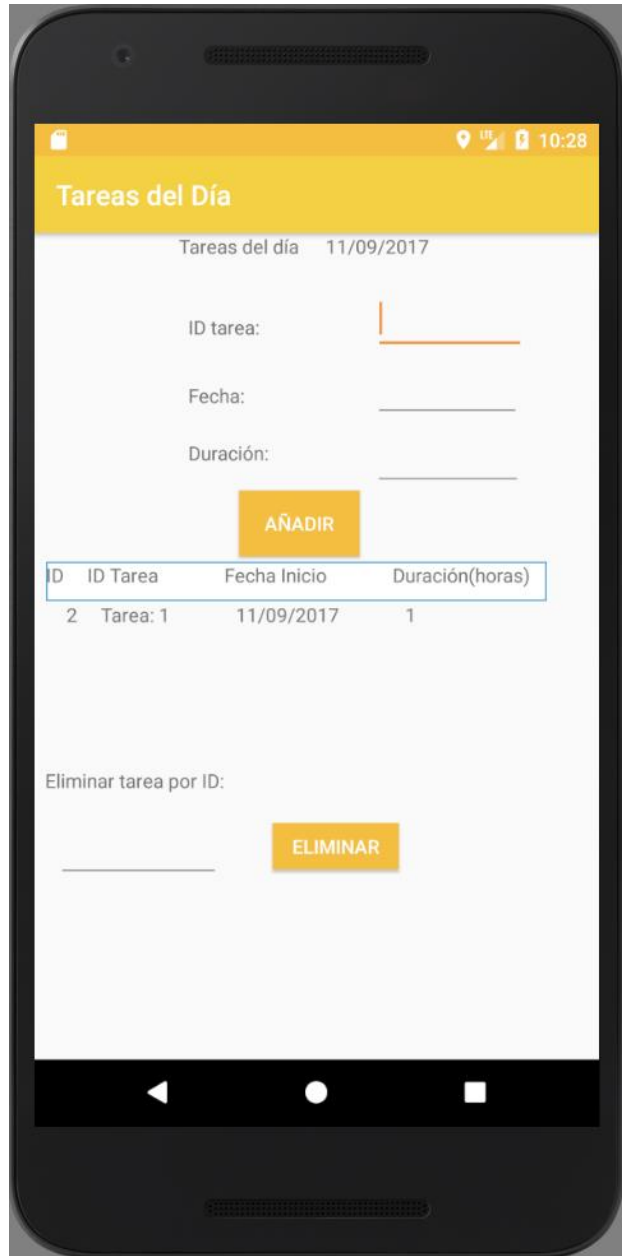 LTE 10:28
Tareas del Día
Tareas del día 11/09/2017
ID tarea:
Fecha:
Duración:
AÑADIR
ID ID Tarea Fecha Inicio Duración(horas)
2 Tarea: 1 11/09/2017 1
Eliminar tarea por ID:
ELIMINAR